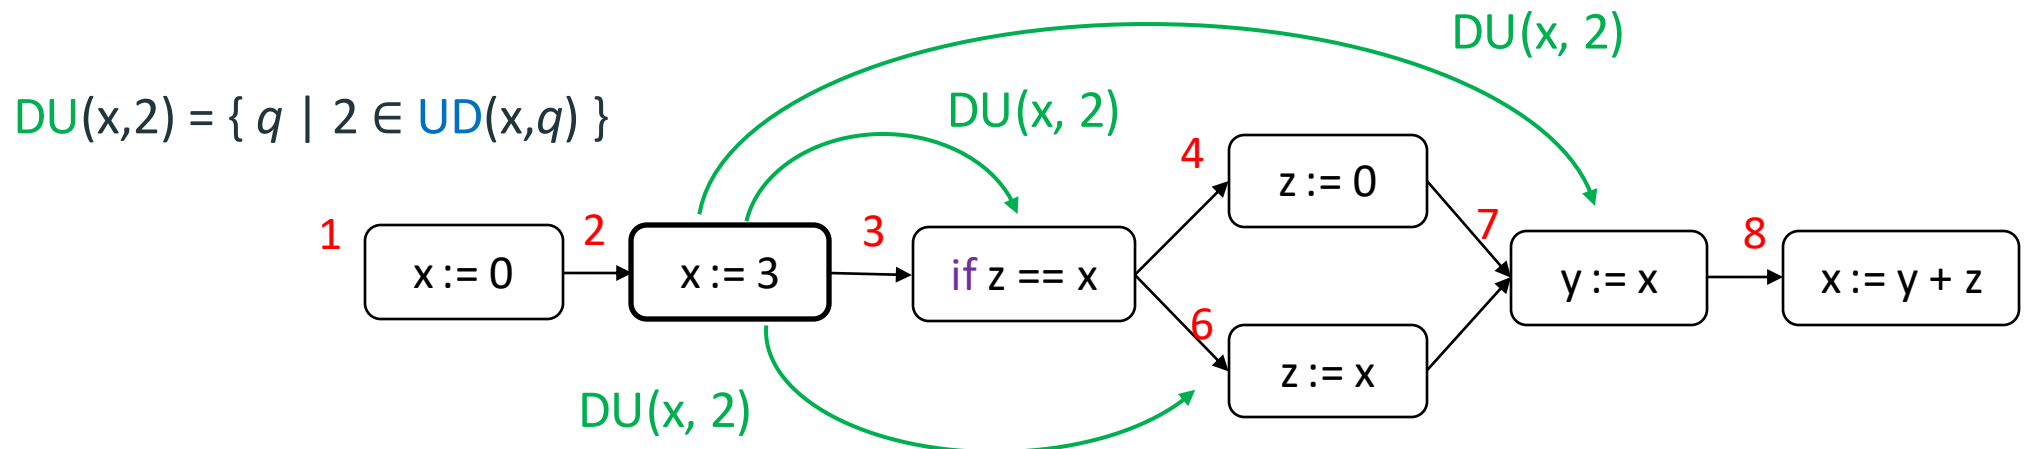 DU(x, 2)
DU(x,2) = { q | 2 ∈ UD(x,q) }
DU(x, 2)
1
x := 0
2
x := 3
3
if z == x
4
z := 0
6
z := x
7
y := x
8
x := y + z
DU(x, 2)